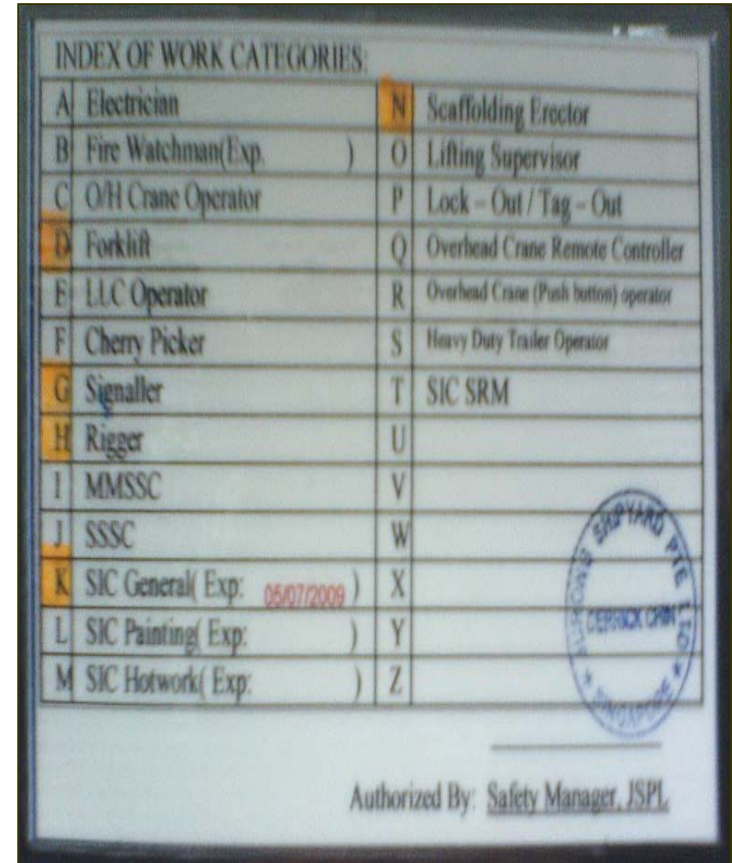 INDEX OF WORK CATEGORIES:
A Electrician N Scaffolding Erector
B Fire Watchman(Exp. ) O Lifting Supervisor
C O/H Crane Operator P Lock – Out / Tag – Out
D Forklift Q Overhead Crane Remote Controller
E LLC Operator R Overhead Crane (Push button) operator
F Cherry Picker S Heavy Duty Trailer Operator
G Signaller T SIC SRM
H Rigger U
I MMSSC V
J SSSC W
K SIC General( Exp: 05/07/2009 ) X
L SIC Painting( Exp: ) Y
M SIC Hotwork( Exp: ) Z
SHIPYARD PTE LTD
CHIN
SINGAPORE
Authorized By: Safety Manager, JSPL